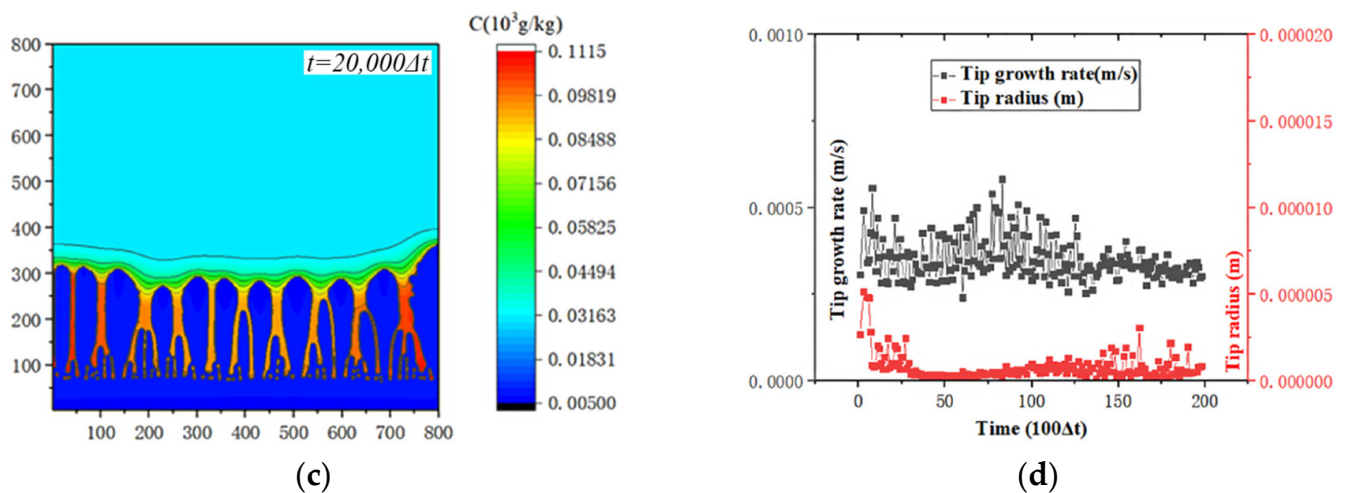 C(10³g/kg)
800
700
600
500
400
300
200
100
t=20,000Δt
100 200 300 400 500 600 700 800
0.1115
0.09819
0.08488
0.07156
0.05825
0.04494
0.03163
0.01831
0.00500
(c)
Tip growth rate (m/s)
0.0010
0.0005
0.0000
Tip growth rate(m/s)
Tip radius (m)
0 50 100 150 200
Time (100Δt)
0.000020
0.000015
0.000010
0.000005
0.000000
Tip radius (m)
(d)